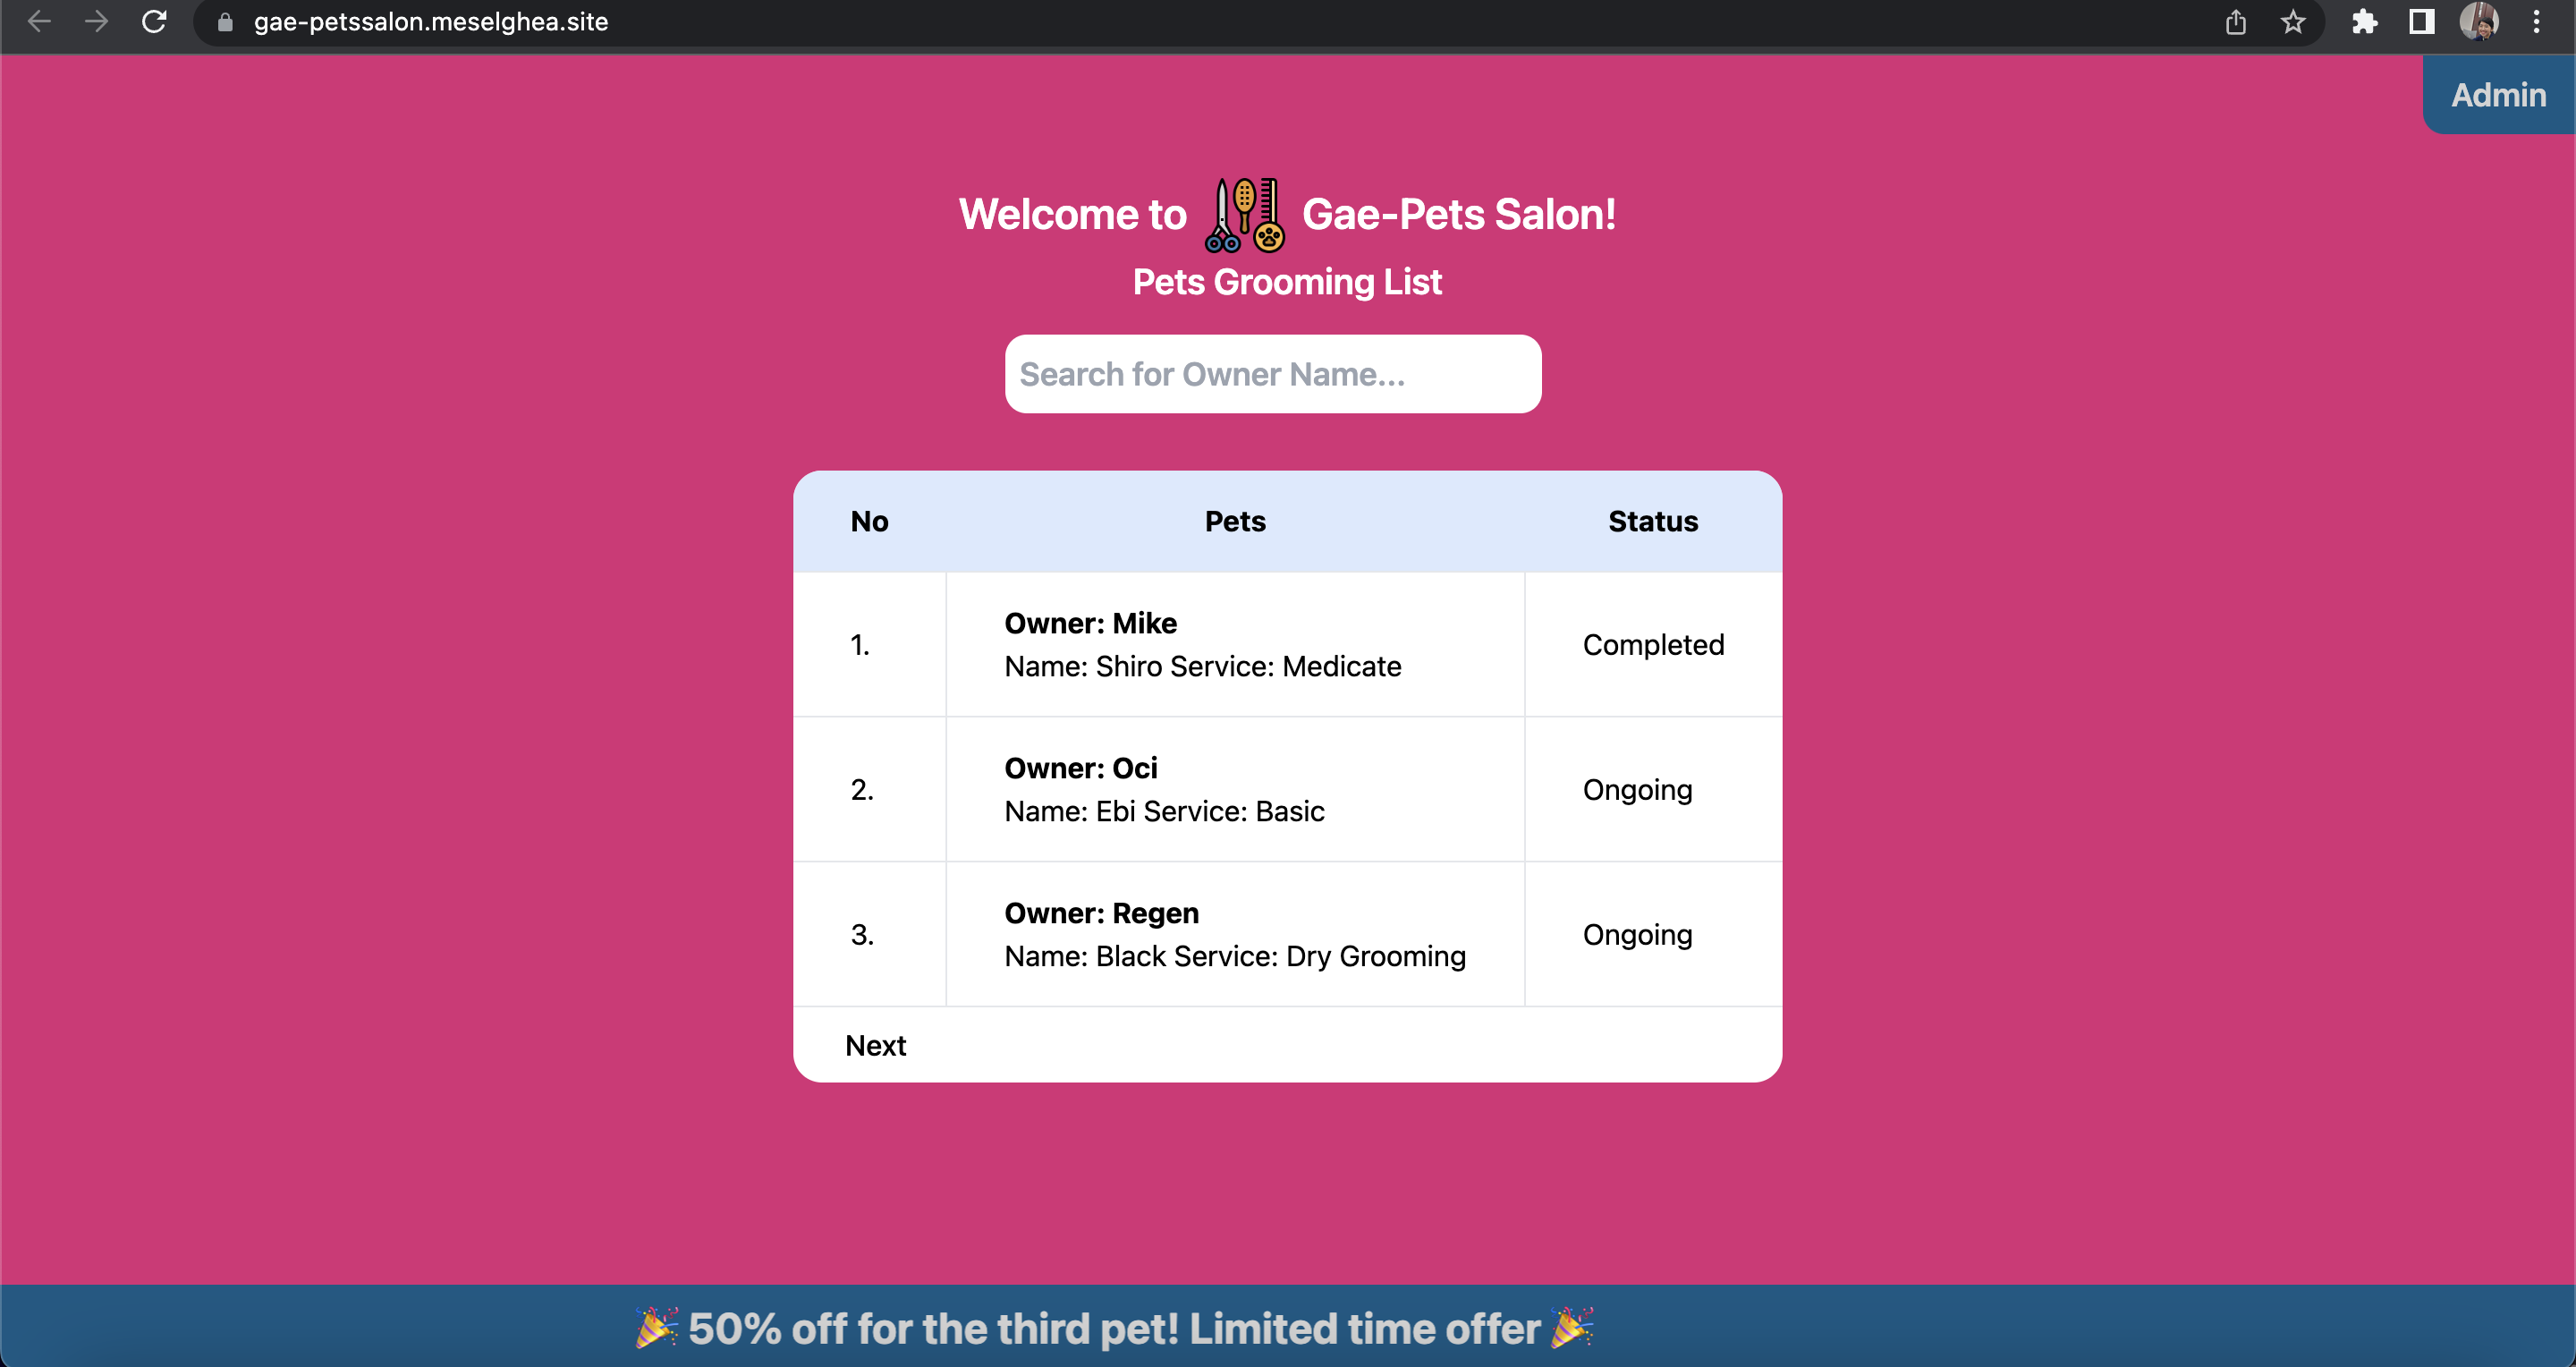 gae-petssalon.meselghea.site
Admin
Welcome to Gae-Pets Salon!
Pets Grooming List
Search for Owner Name...
No Pets Status
1. Owner: Mike
Name: Shiro Service: Medicate
Completed
2. Owner: Oci
Name: Ebi Service: Basic
Ongoing
3. Owner: Regen
Name: Black Service: Dry Grooming
Ongoing
Next
🎉 50% off for the third pet! Limited time offer 🎉